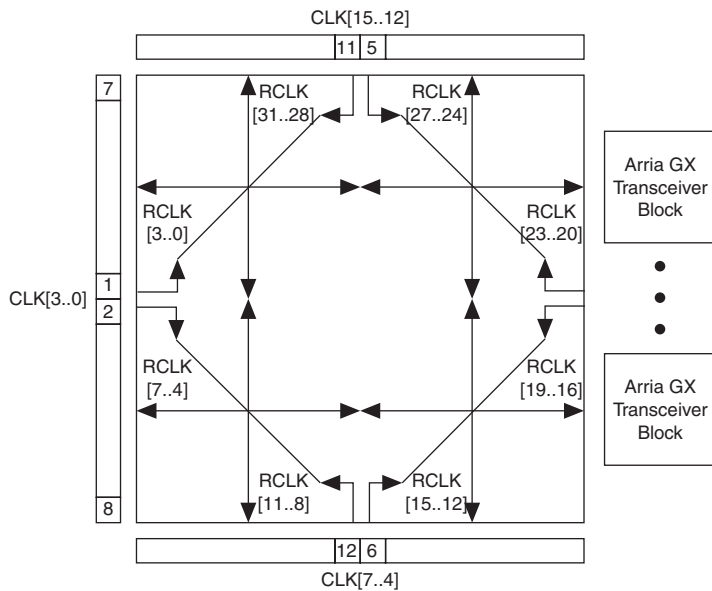 CLK[15..12]
11 5
7
RCLK
[31..28]
RCLK
[27..24]
Arria GX
Transceiver
Block
RCLK
[3..0]
RCLK
[23..20]
CLK[3..0]
1
2
RCLK
[7..4]
RCLK
[19..16]
Arria GX
Transceiver
Block
RCLK
[11..8]
RCLK
[15..12]
8
12 6
CLK[7..4]